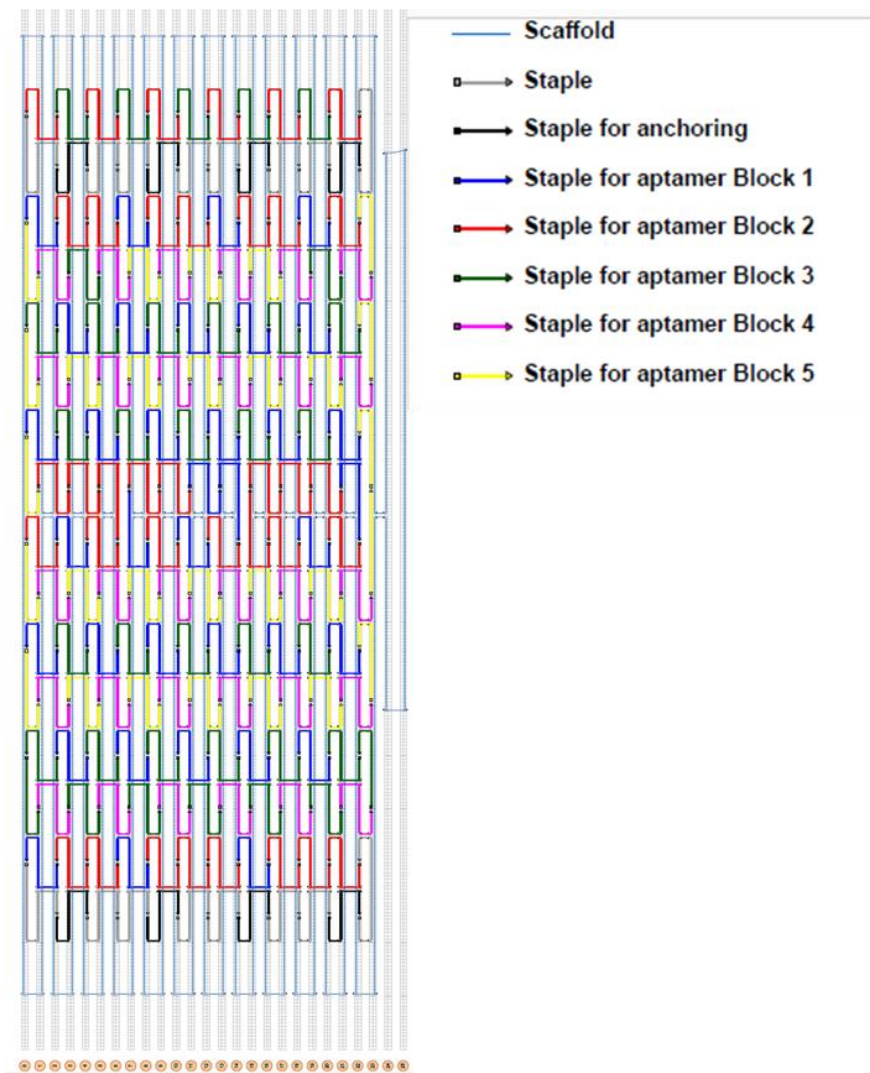 Scaffold
Staple
Staple for anchoring
Staple for aptamer Block 1
Staple for aptamer Block 2
Staple for aptamer Block 3
Staple for aptamer Block 4
Staple for aptamer Block 5